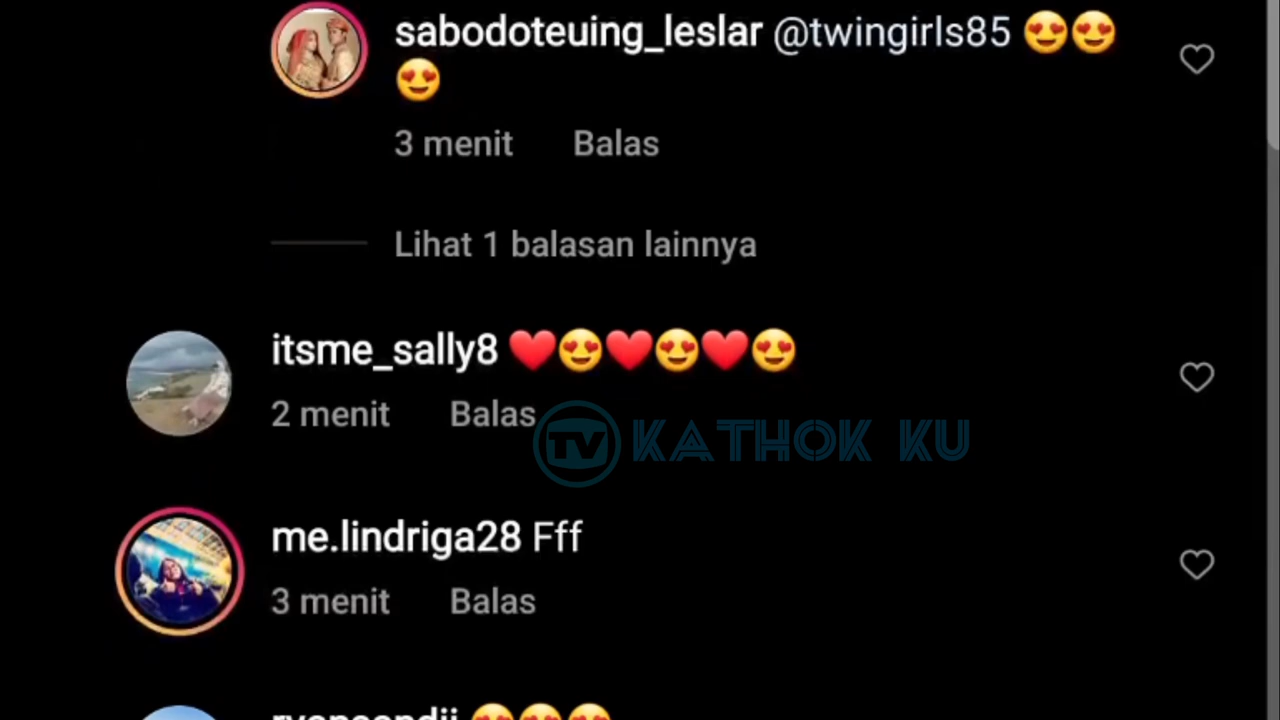 sabodoteuing_leslar @twingirls85 😍😍
😍
3 menit Balas
Lihat 1 balasan lainnya
itsme_sally8 ❤️😍❤️😍❤️😍
2 menit Balas
TV KATHOK KU
me.lindriga28 Fff
3 menit Balas